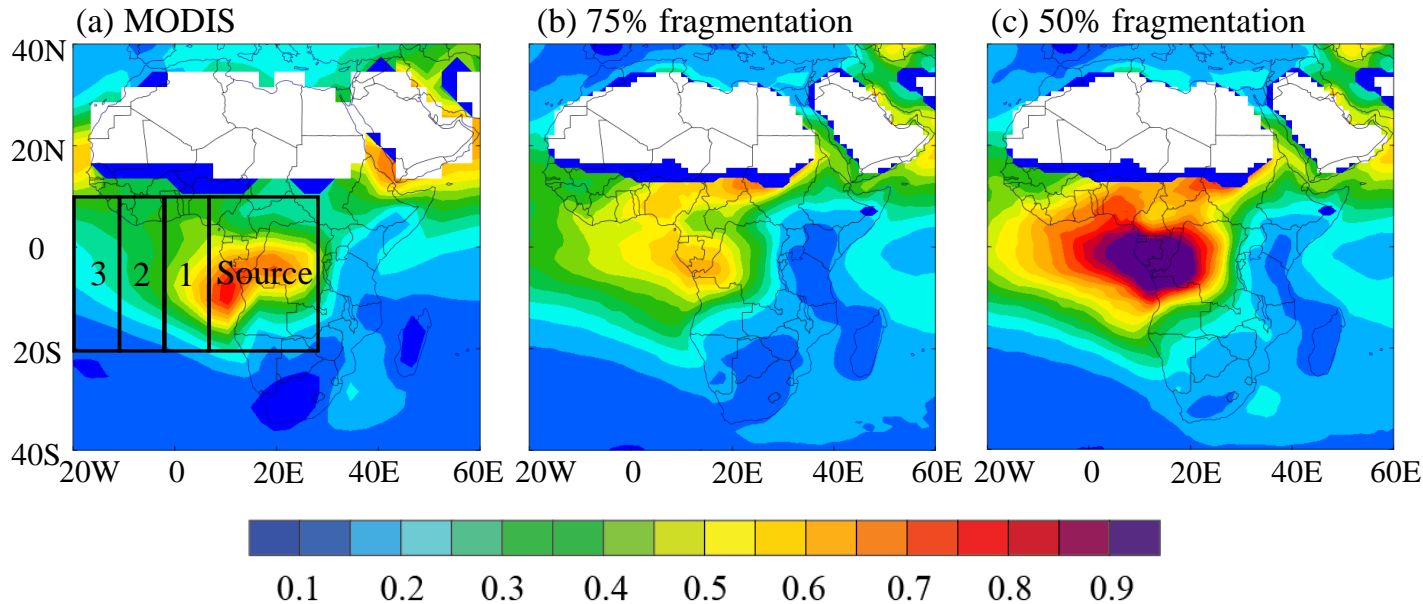 (a) MODIS (b) 75% fragmentation (c) 50% fragmentation
40N
20N
0
3 2 1 Source
20S
40S
20W 0 20E 40E 60E 20W 0 20E 40E 60E 20W 0 20E 40E 60E
0.1 0.2 0.3 0.4 0.5 0.6 0.7 0.8 0.9